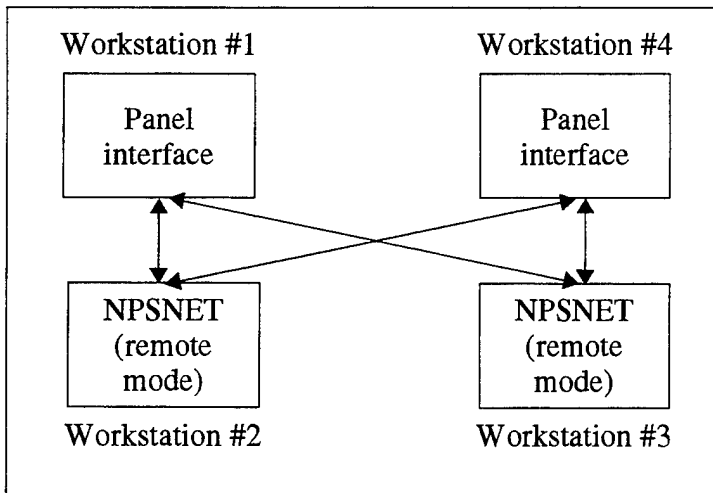 Workstation #1
Workstation #4
Panel
interface
Panel
interface
NPSNET
(remote
mode)
NPSNET
(remote
mode)
Workstation #2
Workstation #3